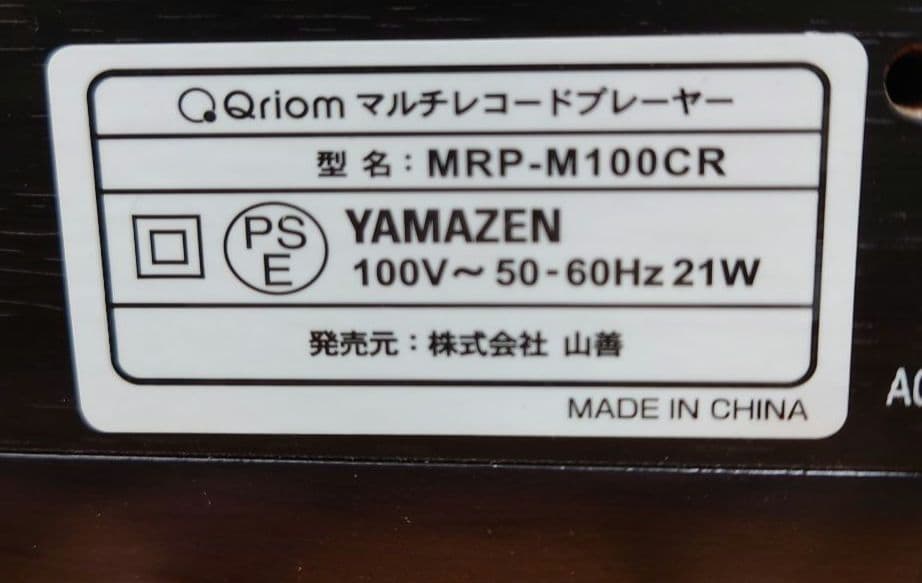 Qriom マルチレコードプレーヤー
型 名：MRP-M100CR
PS
E
YAMAZEN
100V～ 50-60Hz 21W
発売元：株式会社 山善
MADE IN CHINA